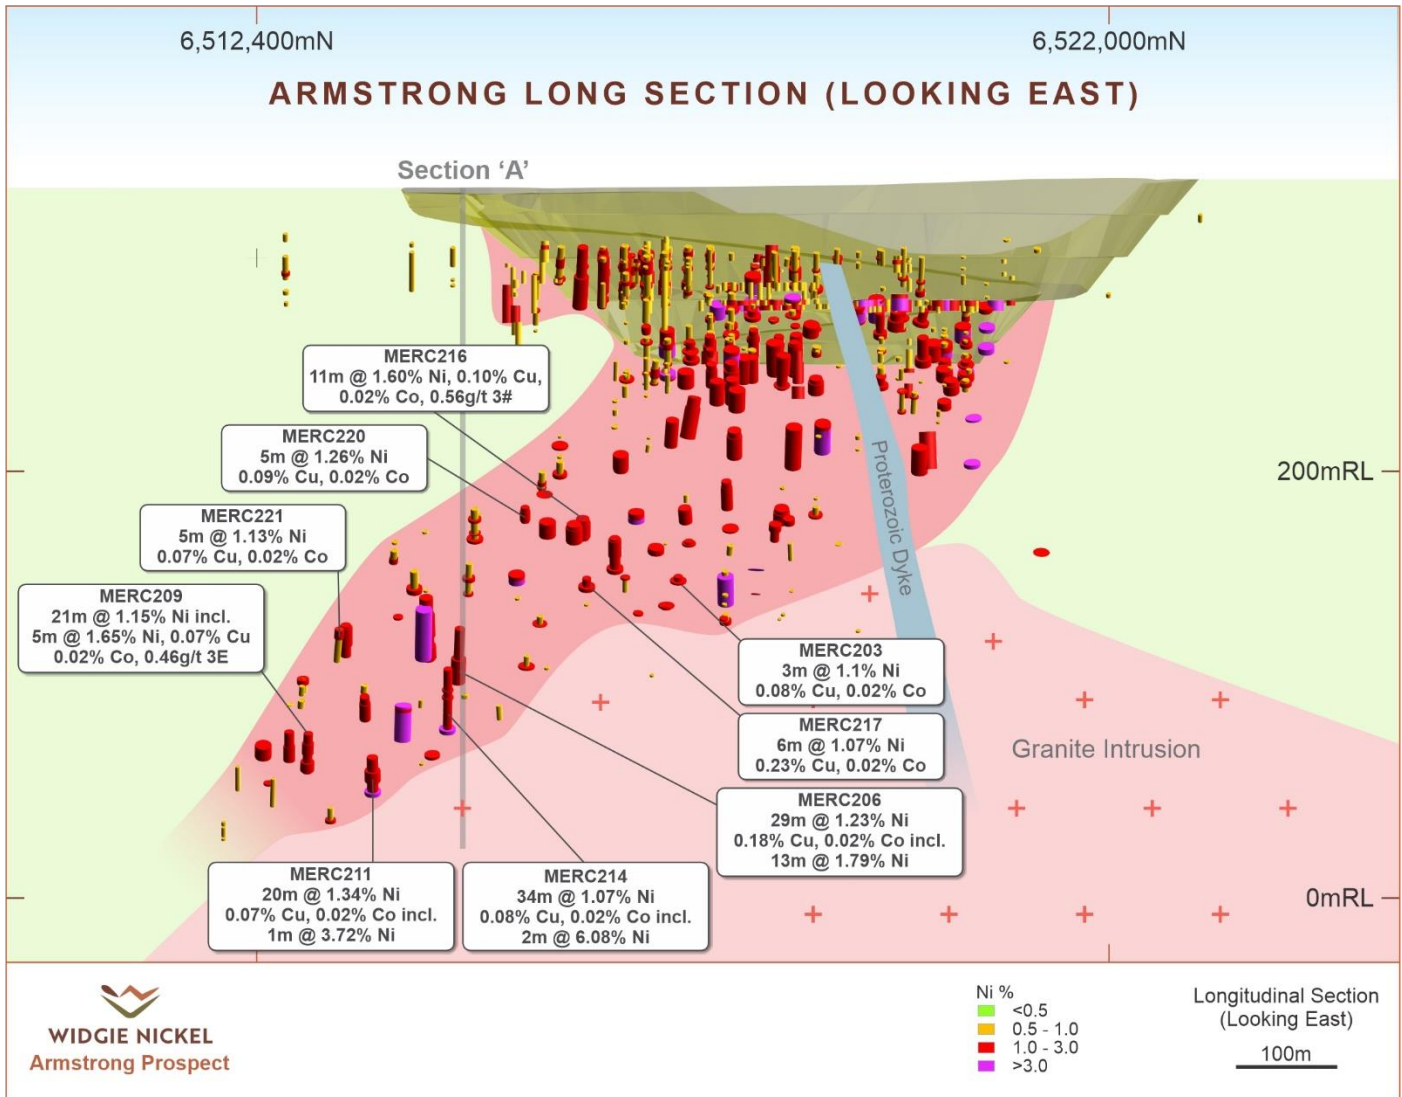 6,512,400mN
6,522,000mN
ARMSTRONG LONG SECTION (LOOKING EAST)
Section ‘A’
MERC216
11m @ 1.60% Ni, 0.10% Cu,
0.02% Co, 0.56g/t 3#
MERC220
5m @ 1.26% Ni
0.09% Cu, 0.02% Co
200mRL
MERC221
5m @ 1.13% Ni
0.07% Cu, 0.02% Co
Proterozoic Dyke
MERC209
21m @ 1.15% Ni incl.
5m @ 1.65% Ni, 0.07% Cu
0.02% Co, 0.46g/t 3E
MERC203
3m @ 1.1% Ni
0.08% Cu, 0.02% Co
MERC217
6m @ 1.07% Ni
0.23% Cu, 0.02% Co
Granite Intrusion
MERC206
29m @ 1.23% Ni
0.18% Cu, 0.02% Co incl.
13m @ 1.79% Ni
MERC211
20m @ 1.34% Ni
0.07% Cu, 0.02% Co incl.
1m @ 3.72% Ni
MERC214
34m @ 1.07% Ni
0.08% Cu, 0.02% Co incl.
2m @ 6.08% Ni
0mRL
WIDGIE NICKEL
Armstrong Prospect
Ni %
<0.5
0.5 - 1.0
1.0 - 3.0
>3.0
Longitudinal Section
(Looking East)
100m